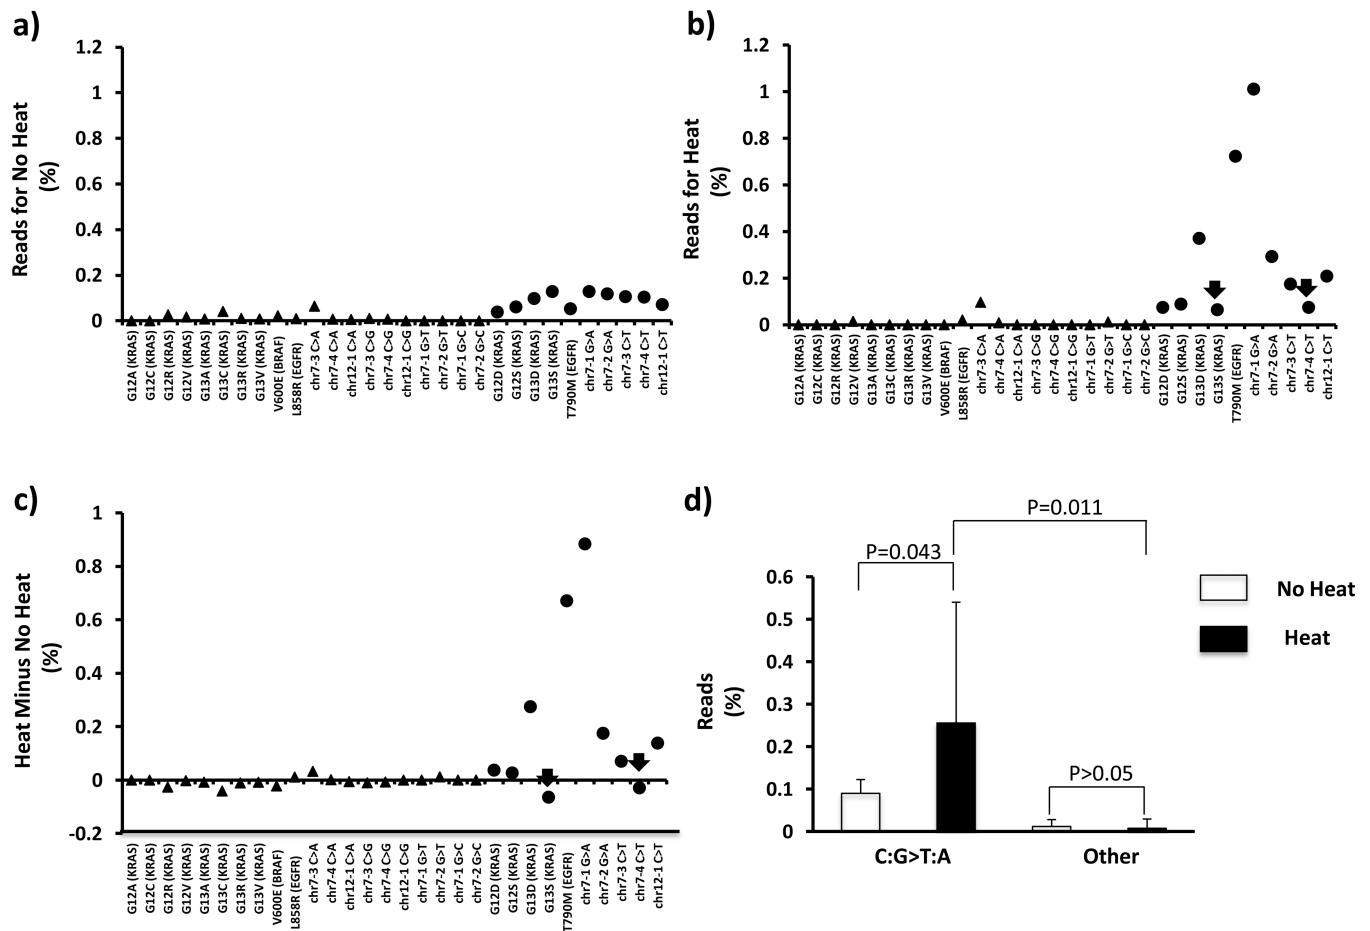 a)
Reads for No Heat
(%)
1.2
1
0.8
0.6
0.4
0.2
0
G12A (KRAS)
G12C (KRAS)
G12R (KRAS)
G12V (KRAS)
G13A (KRAS)
G13C (KRAS)
G13R (KRAS)
G13V (KRAS)
V600E (BRAF)
L858R (EGFR)
chr7-3 C>A
chr7-4 C>A
chr12-1 C>A
chr7-3 C>G
chr7-4 C>G
chr12-1 C>G
chr7-1 G>T
chr7-2 G>T
chr7-1 G>C
chr7-2 G>C
G12D (KRAS)
G12S (KRAS)
G13D (KRAS)
G13S (KRAS)
T790M (EGFR)
chr7-1 G>A
chr7-2 G>A
chr7-3 C>T
chr7-4 C>T
chr12-1 C>T
b)
Reads for Heat
(%)
1.2
1
0.8
0.6
0.4
0.2
0
G12A (KRAS)
G12C (KRAS)
G12R (KRAS)
G12V (KRAS)
G13A (KRAS)
G13C (KRAS)
G13R (KRAS)
G13V (KRAS)
V600E (BRAF)
L858R (EGFR)
chr7-3 C>A
chr7-4 C>A
chr12-1 C>A
chr7-3 C>G
chr7-4 C>G
chr12-1 C>G
chr7-1 G>T
chr7-2 G>T
chr7-1 G>C
chr7-2 G>C
G12D (KRAS)
G12S (KRAS)
G13D (KRAS)
G13S (KRAS)
T790M (EGFR)
chr7-1 G>A
chr7-2 G>A
chr7-3 C>T
chr7-4 C>T
chr12-1 C>T
c)
Heat Minus No Heat
(%)
1
0.8
0.6
0.4
0.2
0
-0.2
G12A (KRAS)
G12C (KRAS)
G12R (KRAS)
G12V (KRAS)
G13A (KRAS)
G13C (KRAS)
G13R (KRAS)
G13V (KRAS)
V600E (BRAF)
L858R (EGFR)
chr7-3 C>A
chr7-4 C>A
chr12-1 C>A
chr7-3 C>G
chr7-4 C>G
chr12-1 C>G
chr7-1 G>T
chr7-2 G>T
chr7-1 G>C
chr7-2 G>C
G12D (KRAS)
G12S (KRAS)
G13D (KRAS)
G13S (KRAS)
T790M (EGFR)
chr7-1 G>A
chr7-2 G>A
chr7-3 C>T
chr7-4 C>T
chr12-1 C>T
d)
P=0.011
P=0.043
P>0.05
Reads
(%)
0.6
0.5
0.4
0.3
0.2
0.1
0
C:G>T:A
Other
No Heat
Heat